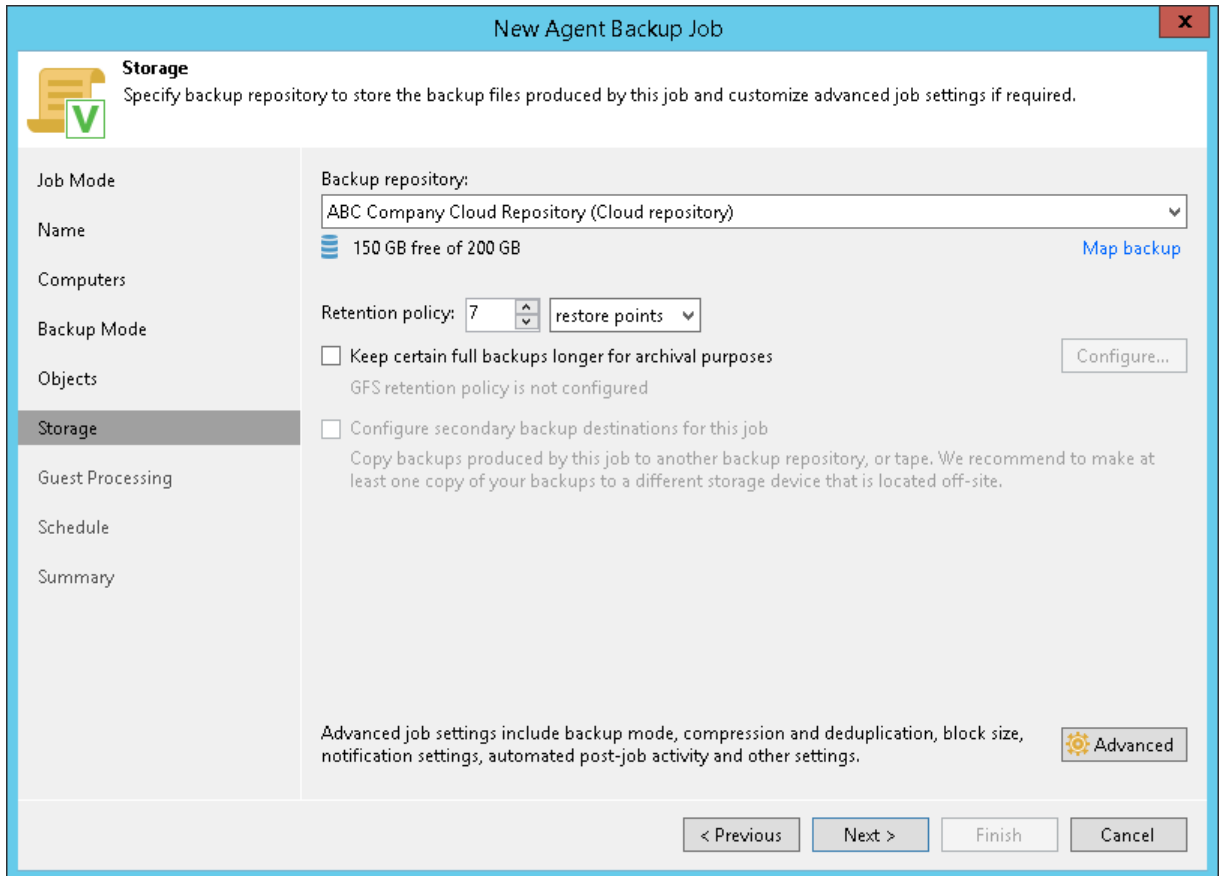 New Agent Backup Job
x
Storage
Specify backup repository to store the backup files produced by this job and customize advanced job settings if required.
V
Job Mode
Name
Computers
Backup Mode
Objects
Storage
Guest Processing
Schedule
Summary
Backup repository:
ABC Company Cloud Repository (Cloud repository)
150 GB free of 200 GB
Map backup
Retention policy: 7 restore points
Keep certain full backups longer for archival purposes
Configure...
GFS retention policy is not configured
Configure secondary backup destinations for this job
Copy backups produced by this job to another backup repository, or tape. We recommend to make at
least one copy of your backups to a different storage device that is located off-site.
Advanced job settings include backup mode, compression and deduplication, block size,
notification settings, automated post-job activity and other settings.
Advanced
< Previous
Next >
Finish
Cancel